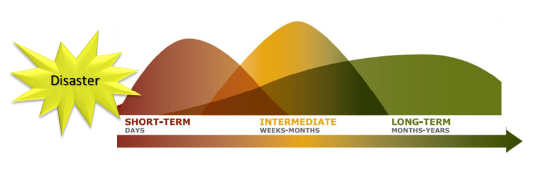 Disaster
SHORT-TERM
DAYS
INTERMEDIATE
WEEKS-MONTHS
LONG-TERM
MONTHS-YEARS